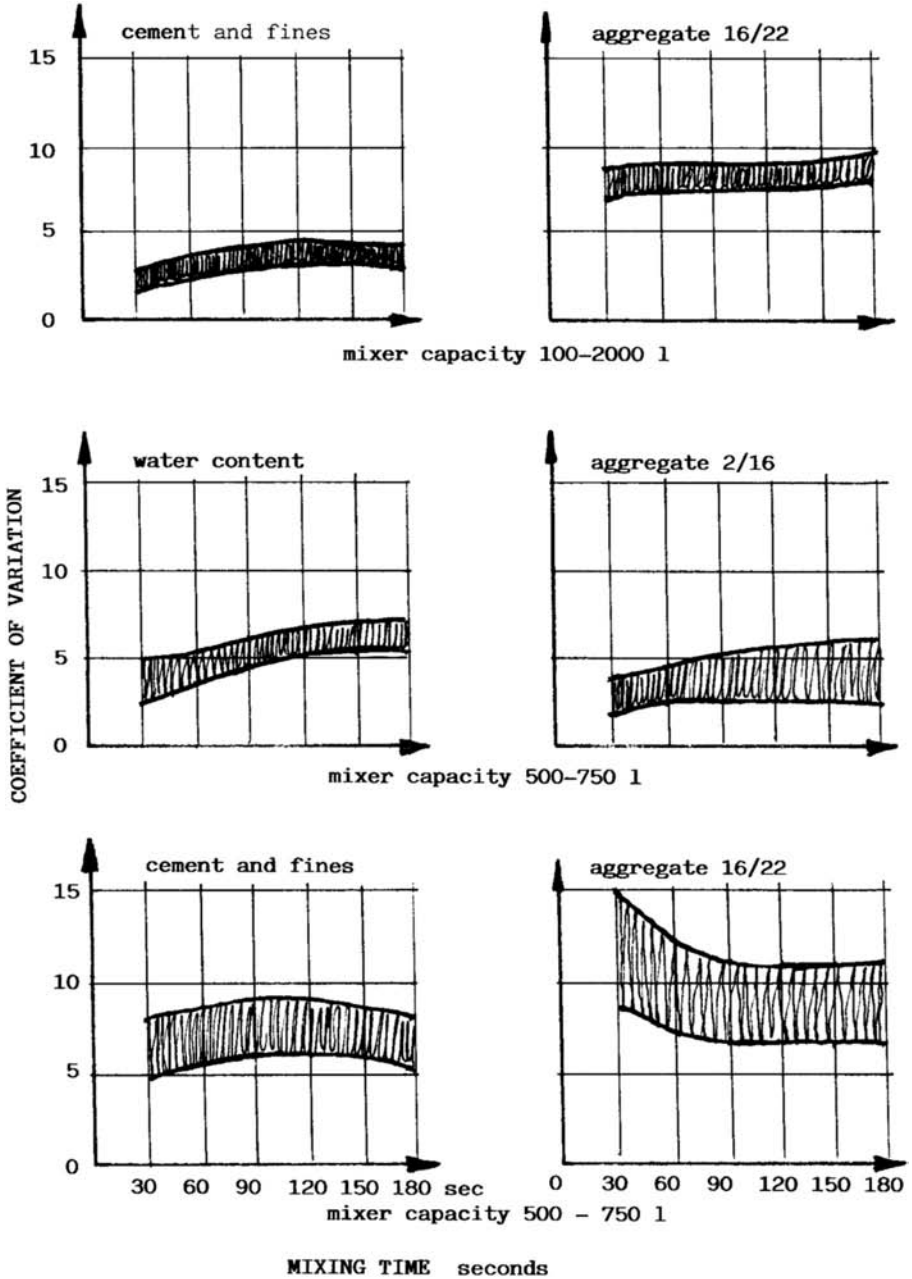 cement and fines
aggregate 16/22
15
10
5
0
mixer capacity 100-2000 l
water content
aggregate 2/16
15
10
5
0
mixer capacity 500-750 l
COEFFICIENT OF VARIATION
cement and fines
aggregate 16/22
15
10
5
0
30 60 90 120 150 180 sec
0 30 60 90 120 150 180
mixer capacity 500 - 750 l
MIXING TIME seconds